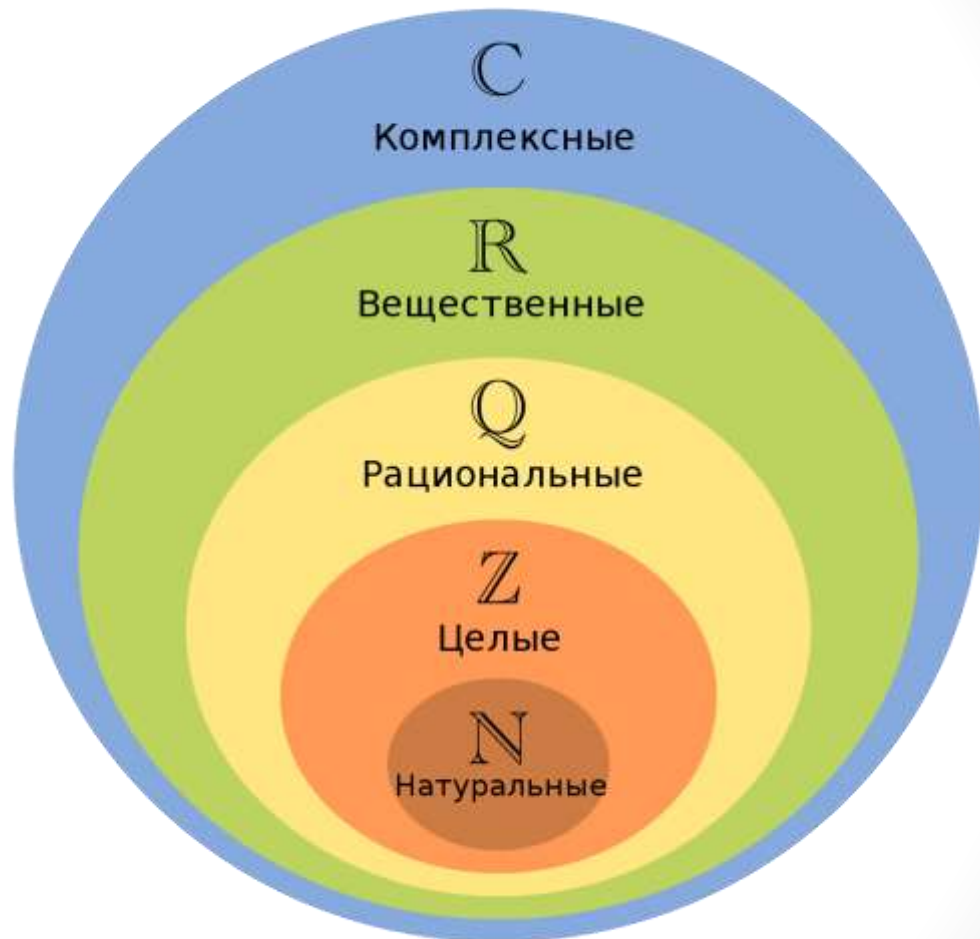 ℂ
Комплексные
ℝ
Вещественные
ℚ
Рациональные
ℤ
Целые
ℕ
Натуральные